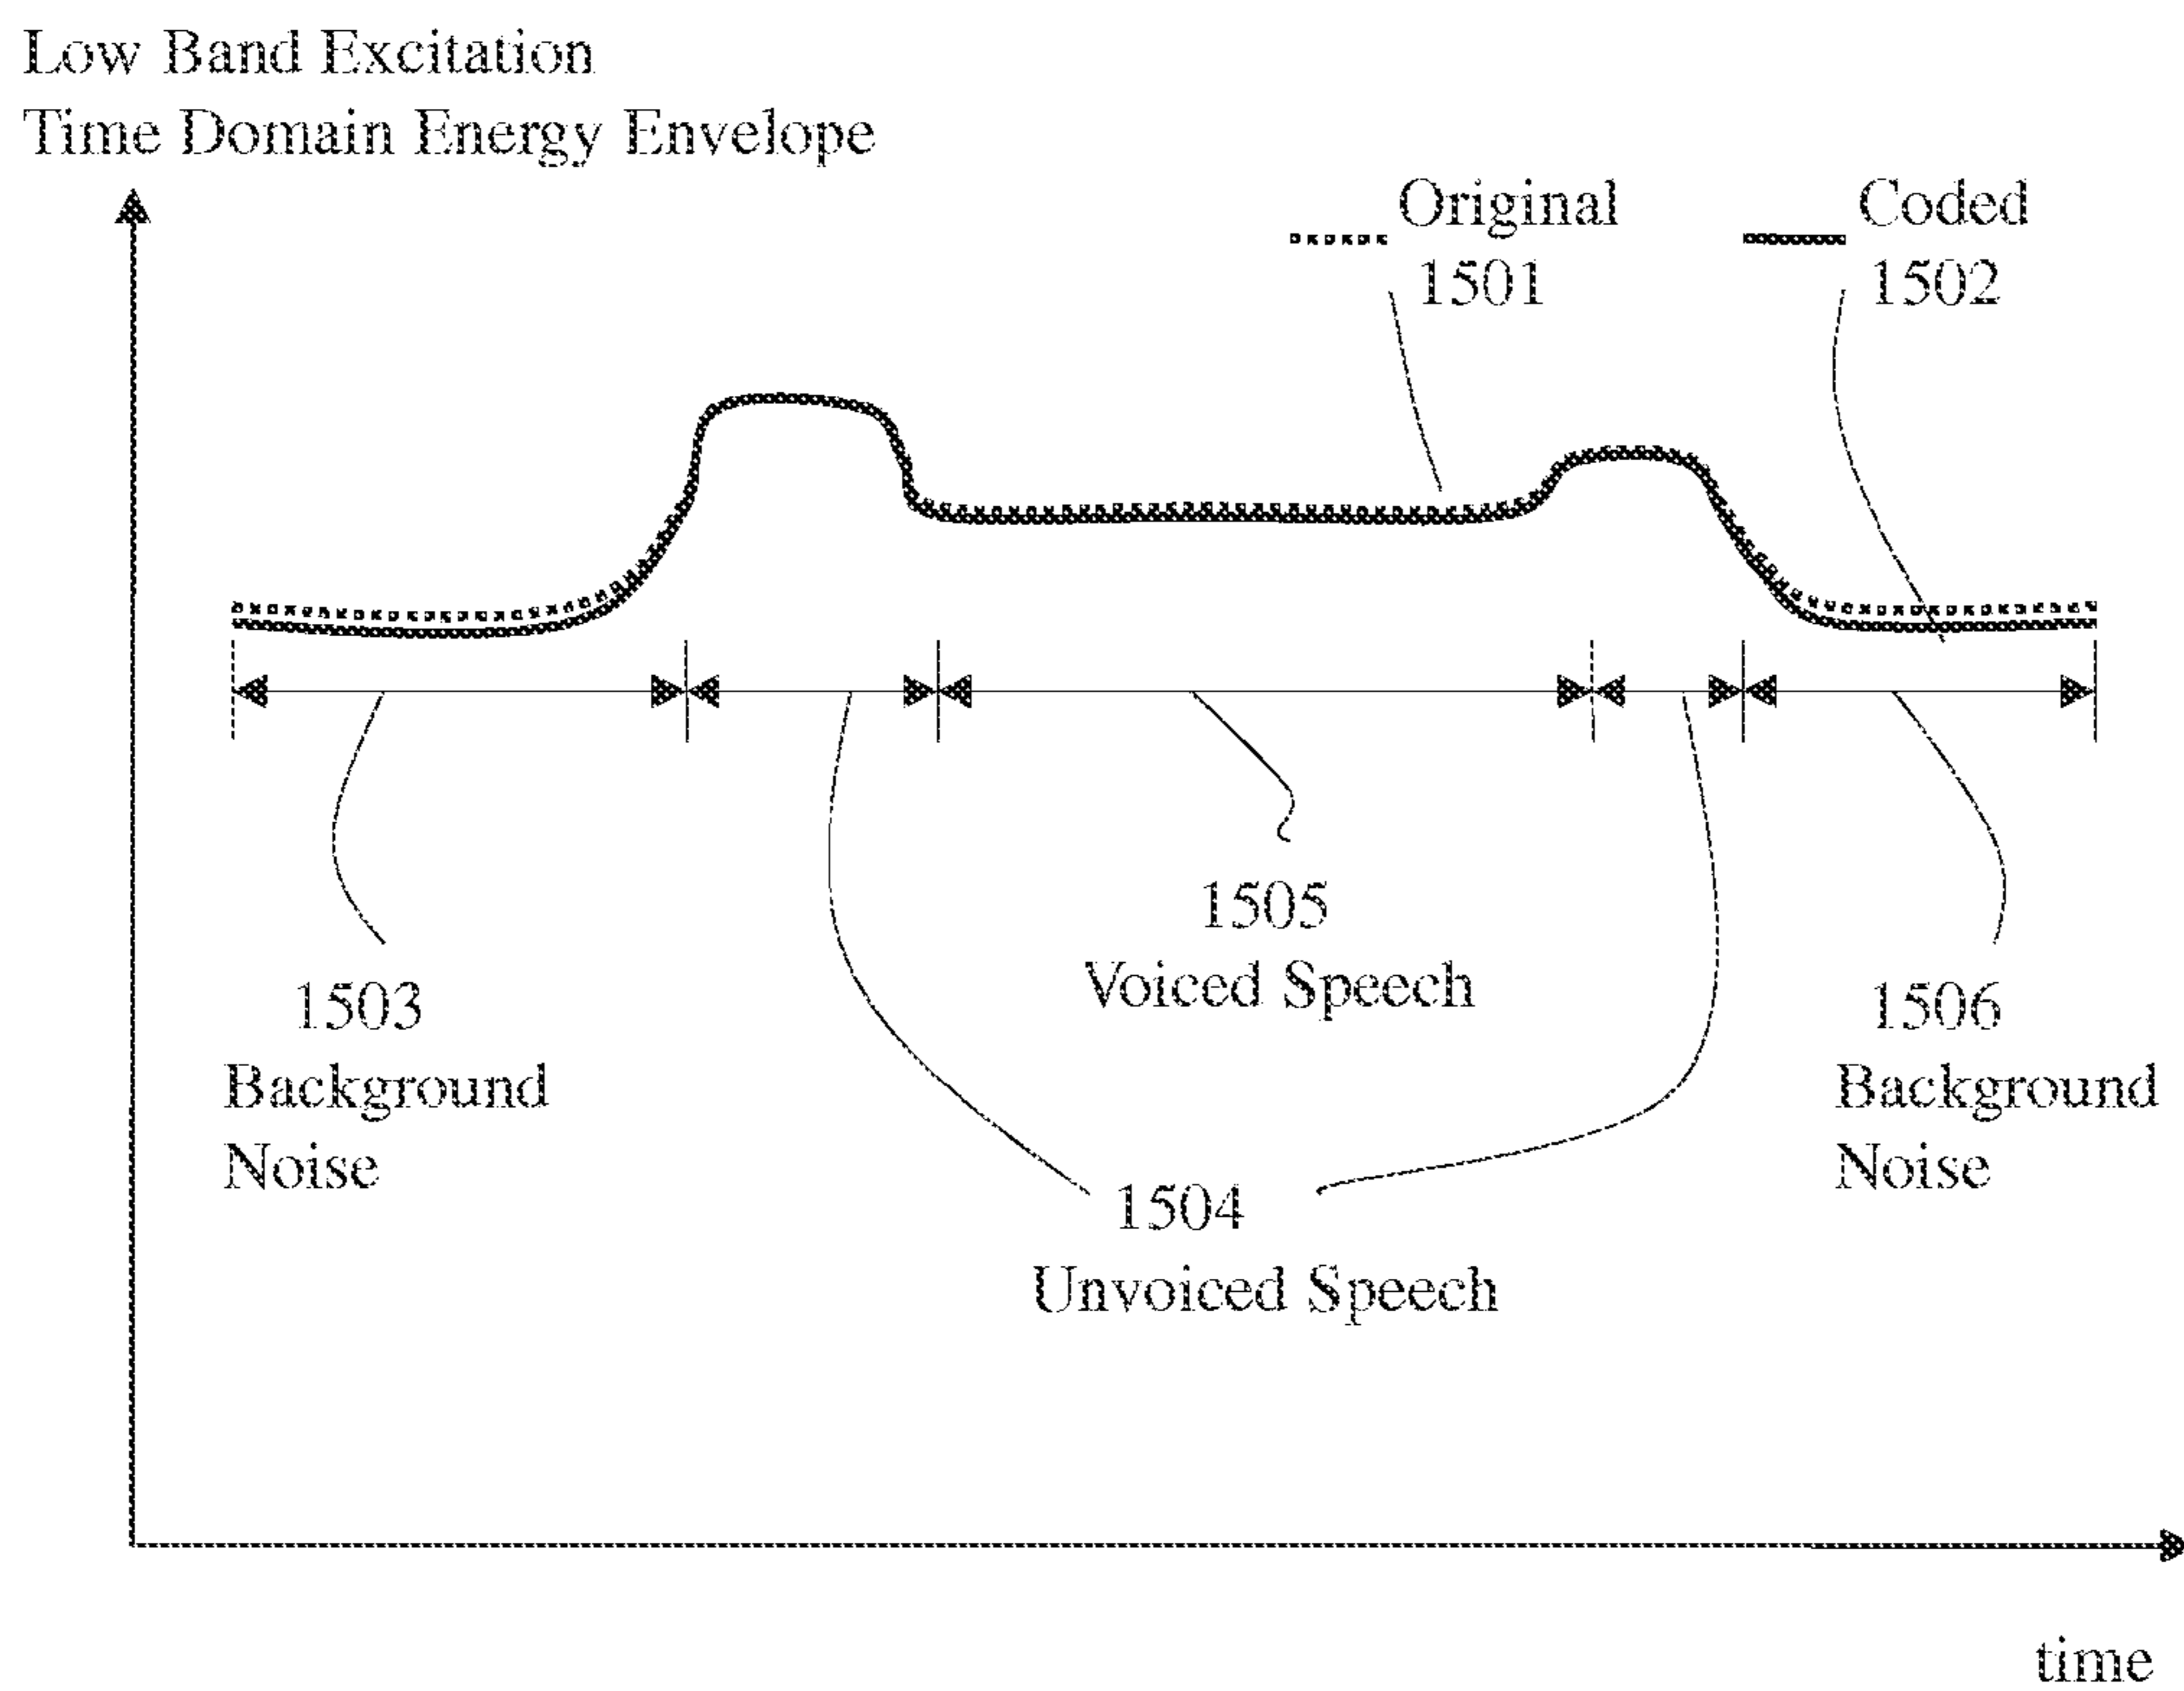 Low Band Excitation
Time Domain Energy Envelope
Original
1501
Coded
1502
1503
Background
Noise
1505
Voiced Speech
1506
Background
Noise
1504
Unvoiced Speech
time